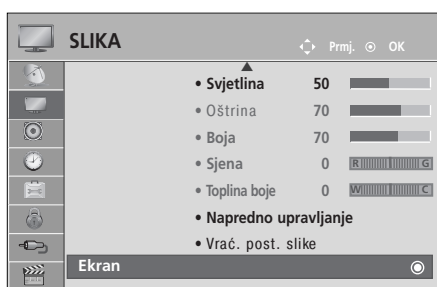 SLIKA
Prmj. OK
• Svjetlina 50
• Oštrina 70
• Boja 70
• Sjena 0 R G
• Toplina boje 0 W C
• Napredno upravljanje
• Vrać. post. slike
Ekran